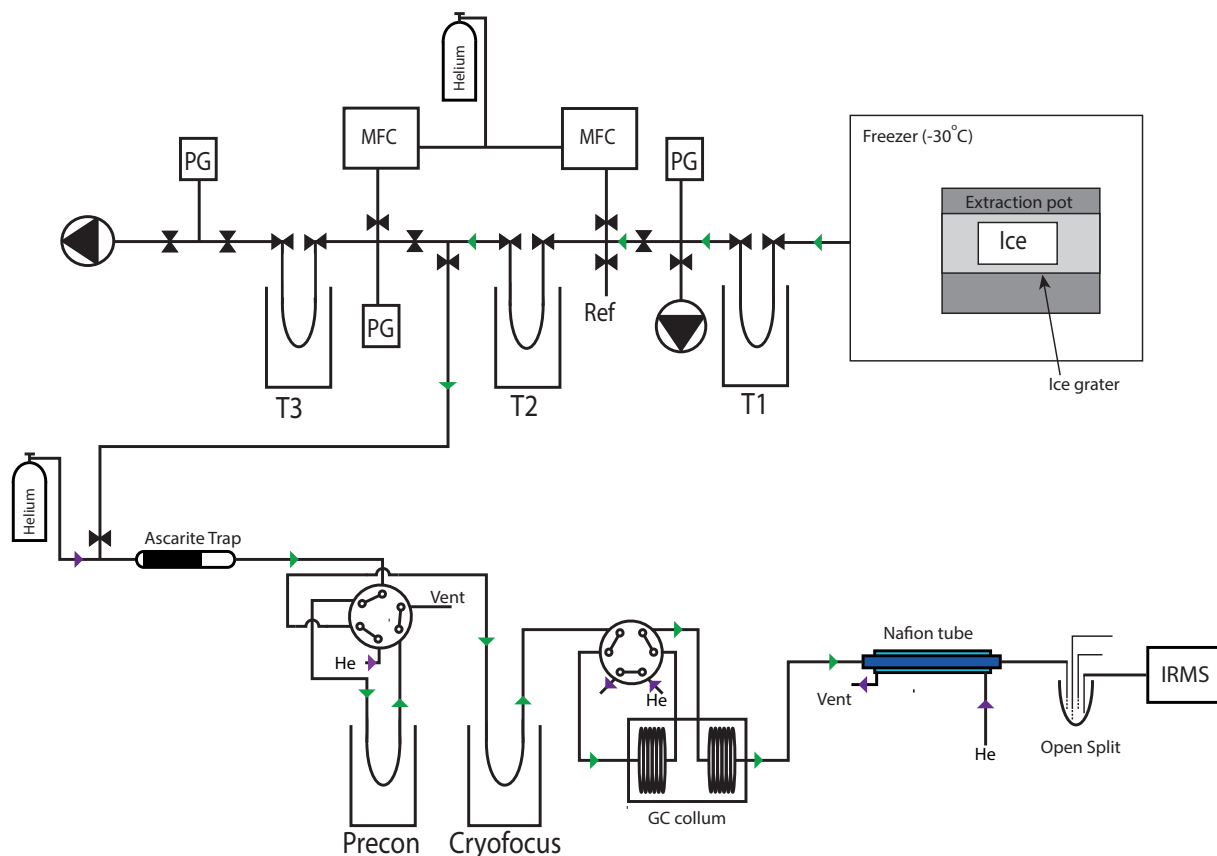 Helium
MFC
MFC
PG
PG
Freezer (-30°C)
Extraction pot
Ice
PG
Ref
Ice grater
T3
T2
T1
Helium
Ascarite Trap
Vent
He
Nafion tube
He
Vent
IRMS
He
Open Split
GC collum
Precon
Cryofocus